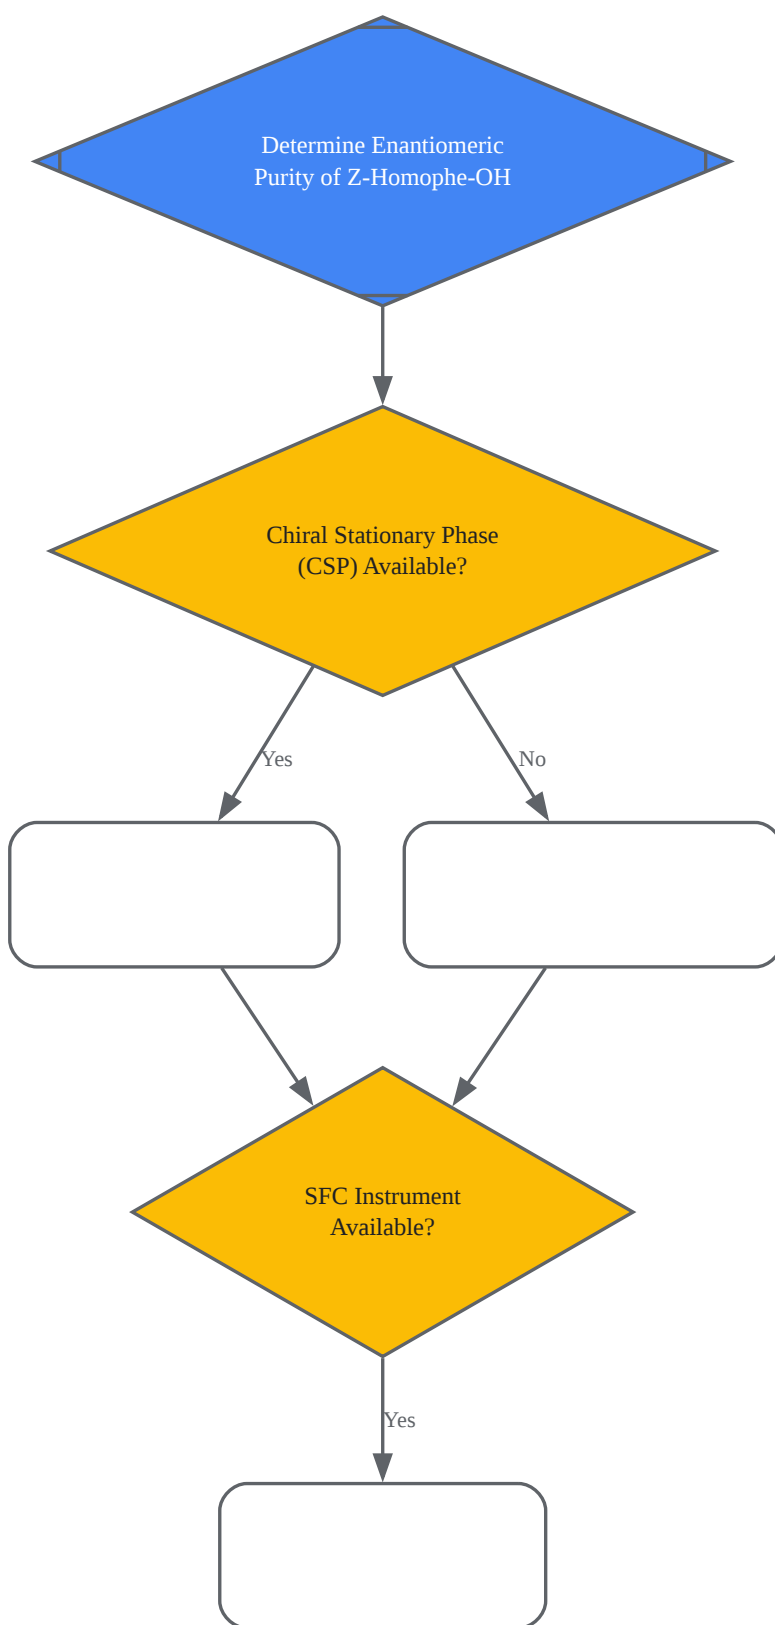 Determine Enantiomeric
Purity of Z-Homophe-OH
Chiral Stationary Phase
(CSP) Available?
Yes
No
SFC Instrument
Available?
Yes